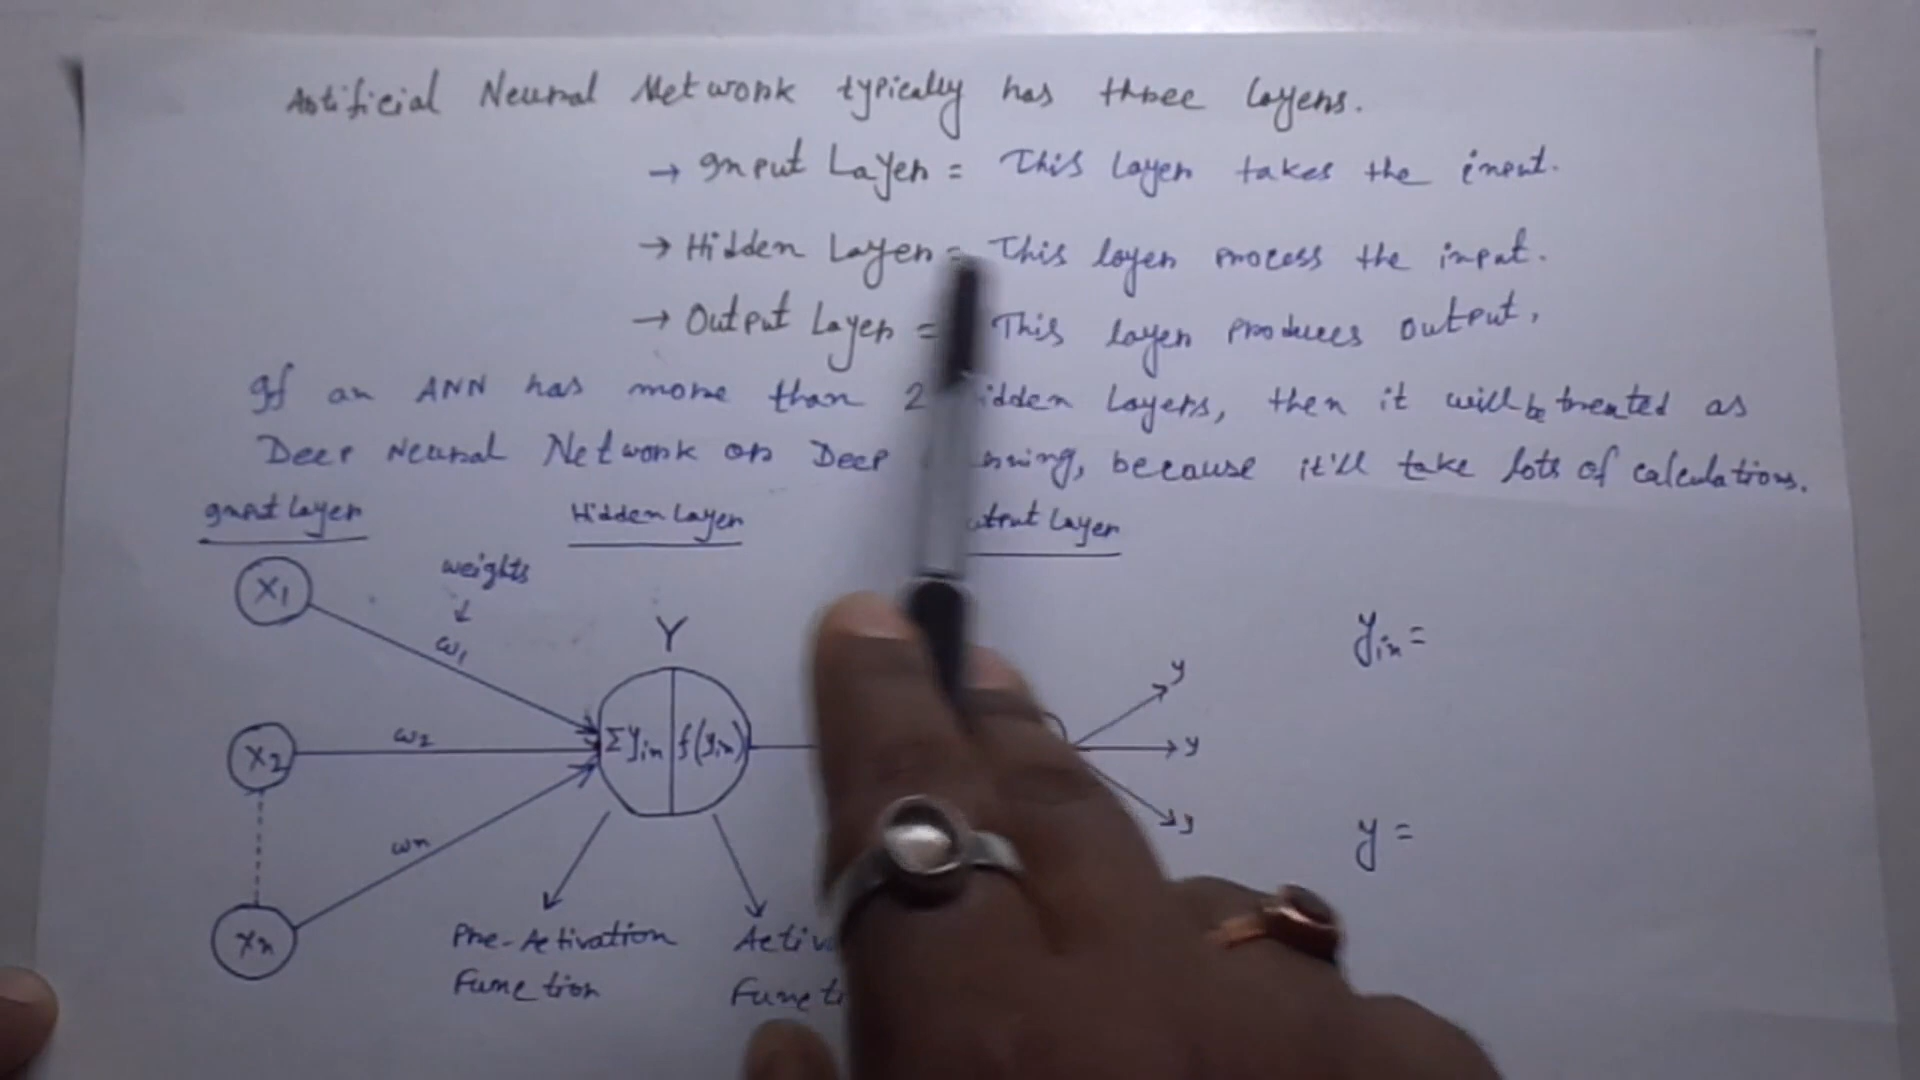 Artificial Neural Network typically has three layers.
→ Input Layer = This layer takes the input.
→ Hidden Layer = This layer process the input.
→ Output Layer = This layer produces output.
If an ANN has more than 2 hidden layers, then it will be treated as
Deep Neural Network or Deep because it'll take lots of calculations.
Input layer Hidden Layer Layer
weights
X1
w1
Y
yin =
y
X2
w2
Σyin f(yin)
y
y
y =
wn
Xn
Pre-Activation
Function